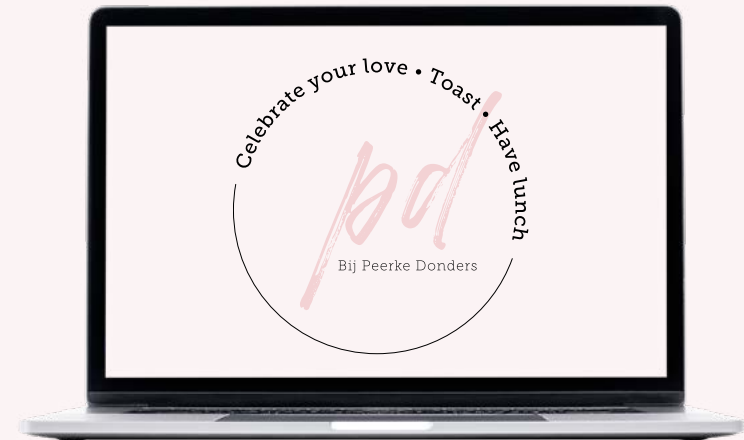 Celebrate your love • Toast • Have lunch
pd
Bij Peerke Donders